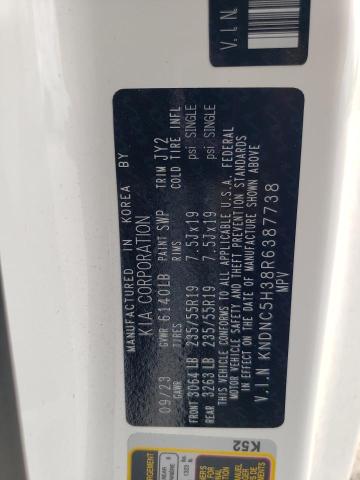 MANUFACTURED IN KOREA BY
KIA CORPORATION
09/23 GVWR 6140LB PAINT SWP TRIM JY2
GAWR TIRES RIMS COLD TIRE INFL
FRONT 3064LB 235/55R19 7.5Jx19 psi SINGLE
REAR 3263LB 235/55R19 7.5Jx19 psi SINGLE
THIS VEHICLE CONFORMS TO ALL APPLICABLE U.S.A. FEDERAL
MOTOR VEHICLE SAFETY AND THEFT PREVENTION STANDARDS
IN EFFECT ON THE DATE OF MANUFACTURE SHOWN ABOVE
V.I.N KNDNC5H38R6387738
MPV
V.I.N
K52